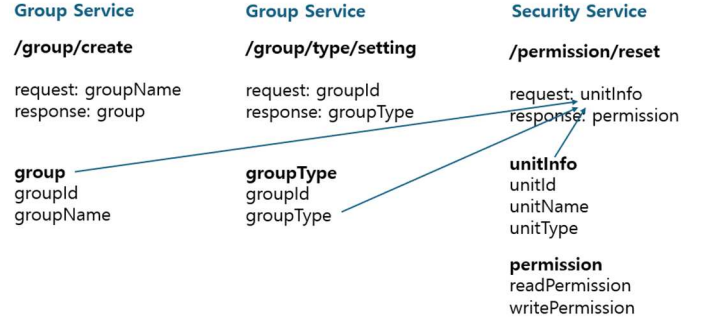 Group Service
/group/create
request: groupName
response: group
group
groupId
groupName
Group Service
/group/type/setting
request: groupId
response: groupType
groupType
groupId
groupType
Security Service
/permission/reset
request: unitInfo
response: permission
unitInfo
unitId
unitName
unitType
permission
readPermission
writePermission